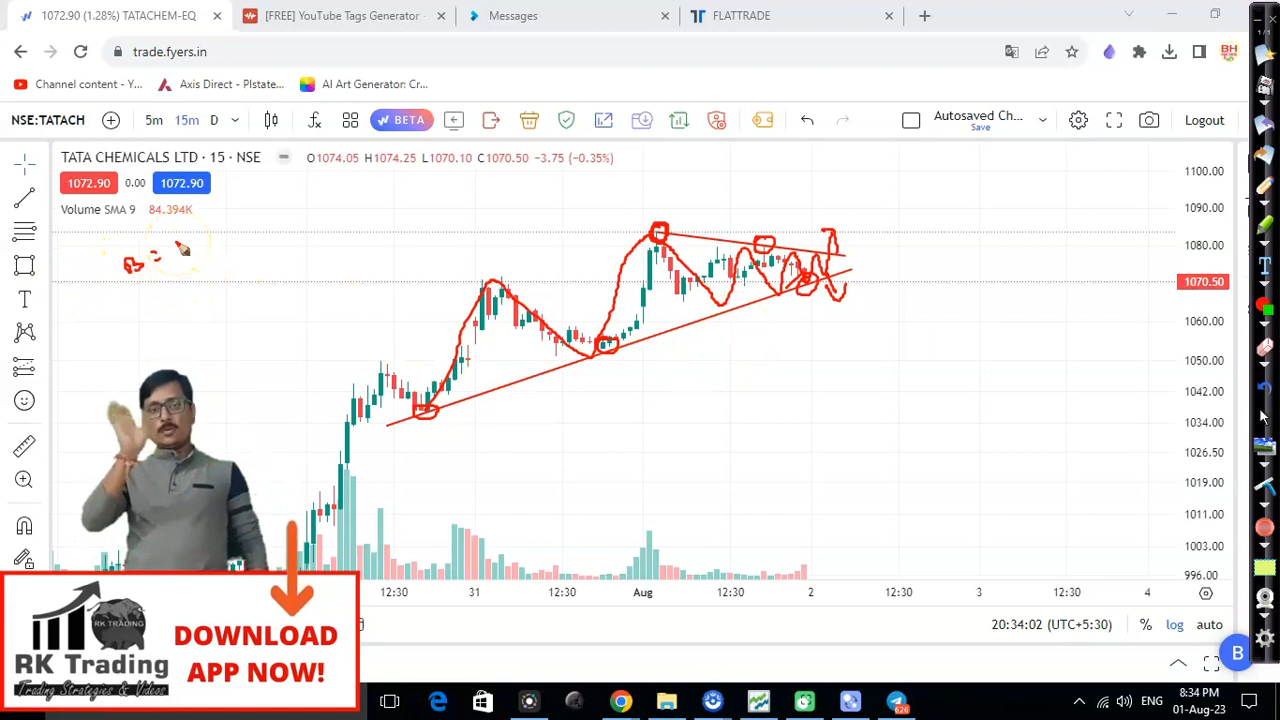 1072.90 (1.28%) TATACHEM-EQ
[FREE] YouTube Tags Generator -
Messages
FLATTRADE
trade.fyers.in
Channel content - Y...
Axis Direct - PIstate...
AI Art Generator: Cr...
NSE:TATACH
5m 15m D
BETA
Autosaved Ch...
Save
Logout
1/1
TATA CHEMICALS LTD · 15 · NSE
O1074.05 H1074.25 L1070.10 C1070.50 −3.75 (−0.35%)
1072.90 0.00 1072.90
Volume SMA 9 84.394K
1100.00
1090.00
1080.00
1070.50
1060.00
1050.00
1042.00
1034.00
1026.50
1019.00
1011.00
1003.00
996.00
12:30 31 12:30 Aug 12:30 2 12:30 3 12:30 4
20:34:02 (UTC+5:30) % log auto
B
RK TRADING
RK Trading
Trading Strategies & Videos
DOWNLOAD
APP NOW!
626
ENG
8:34 PM
01-Aug-23